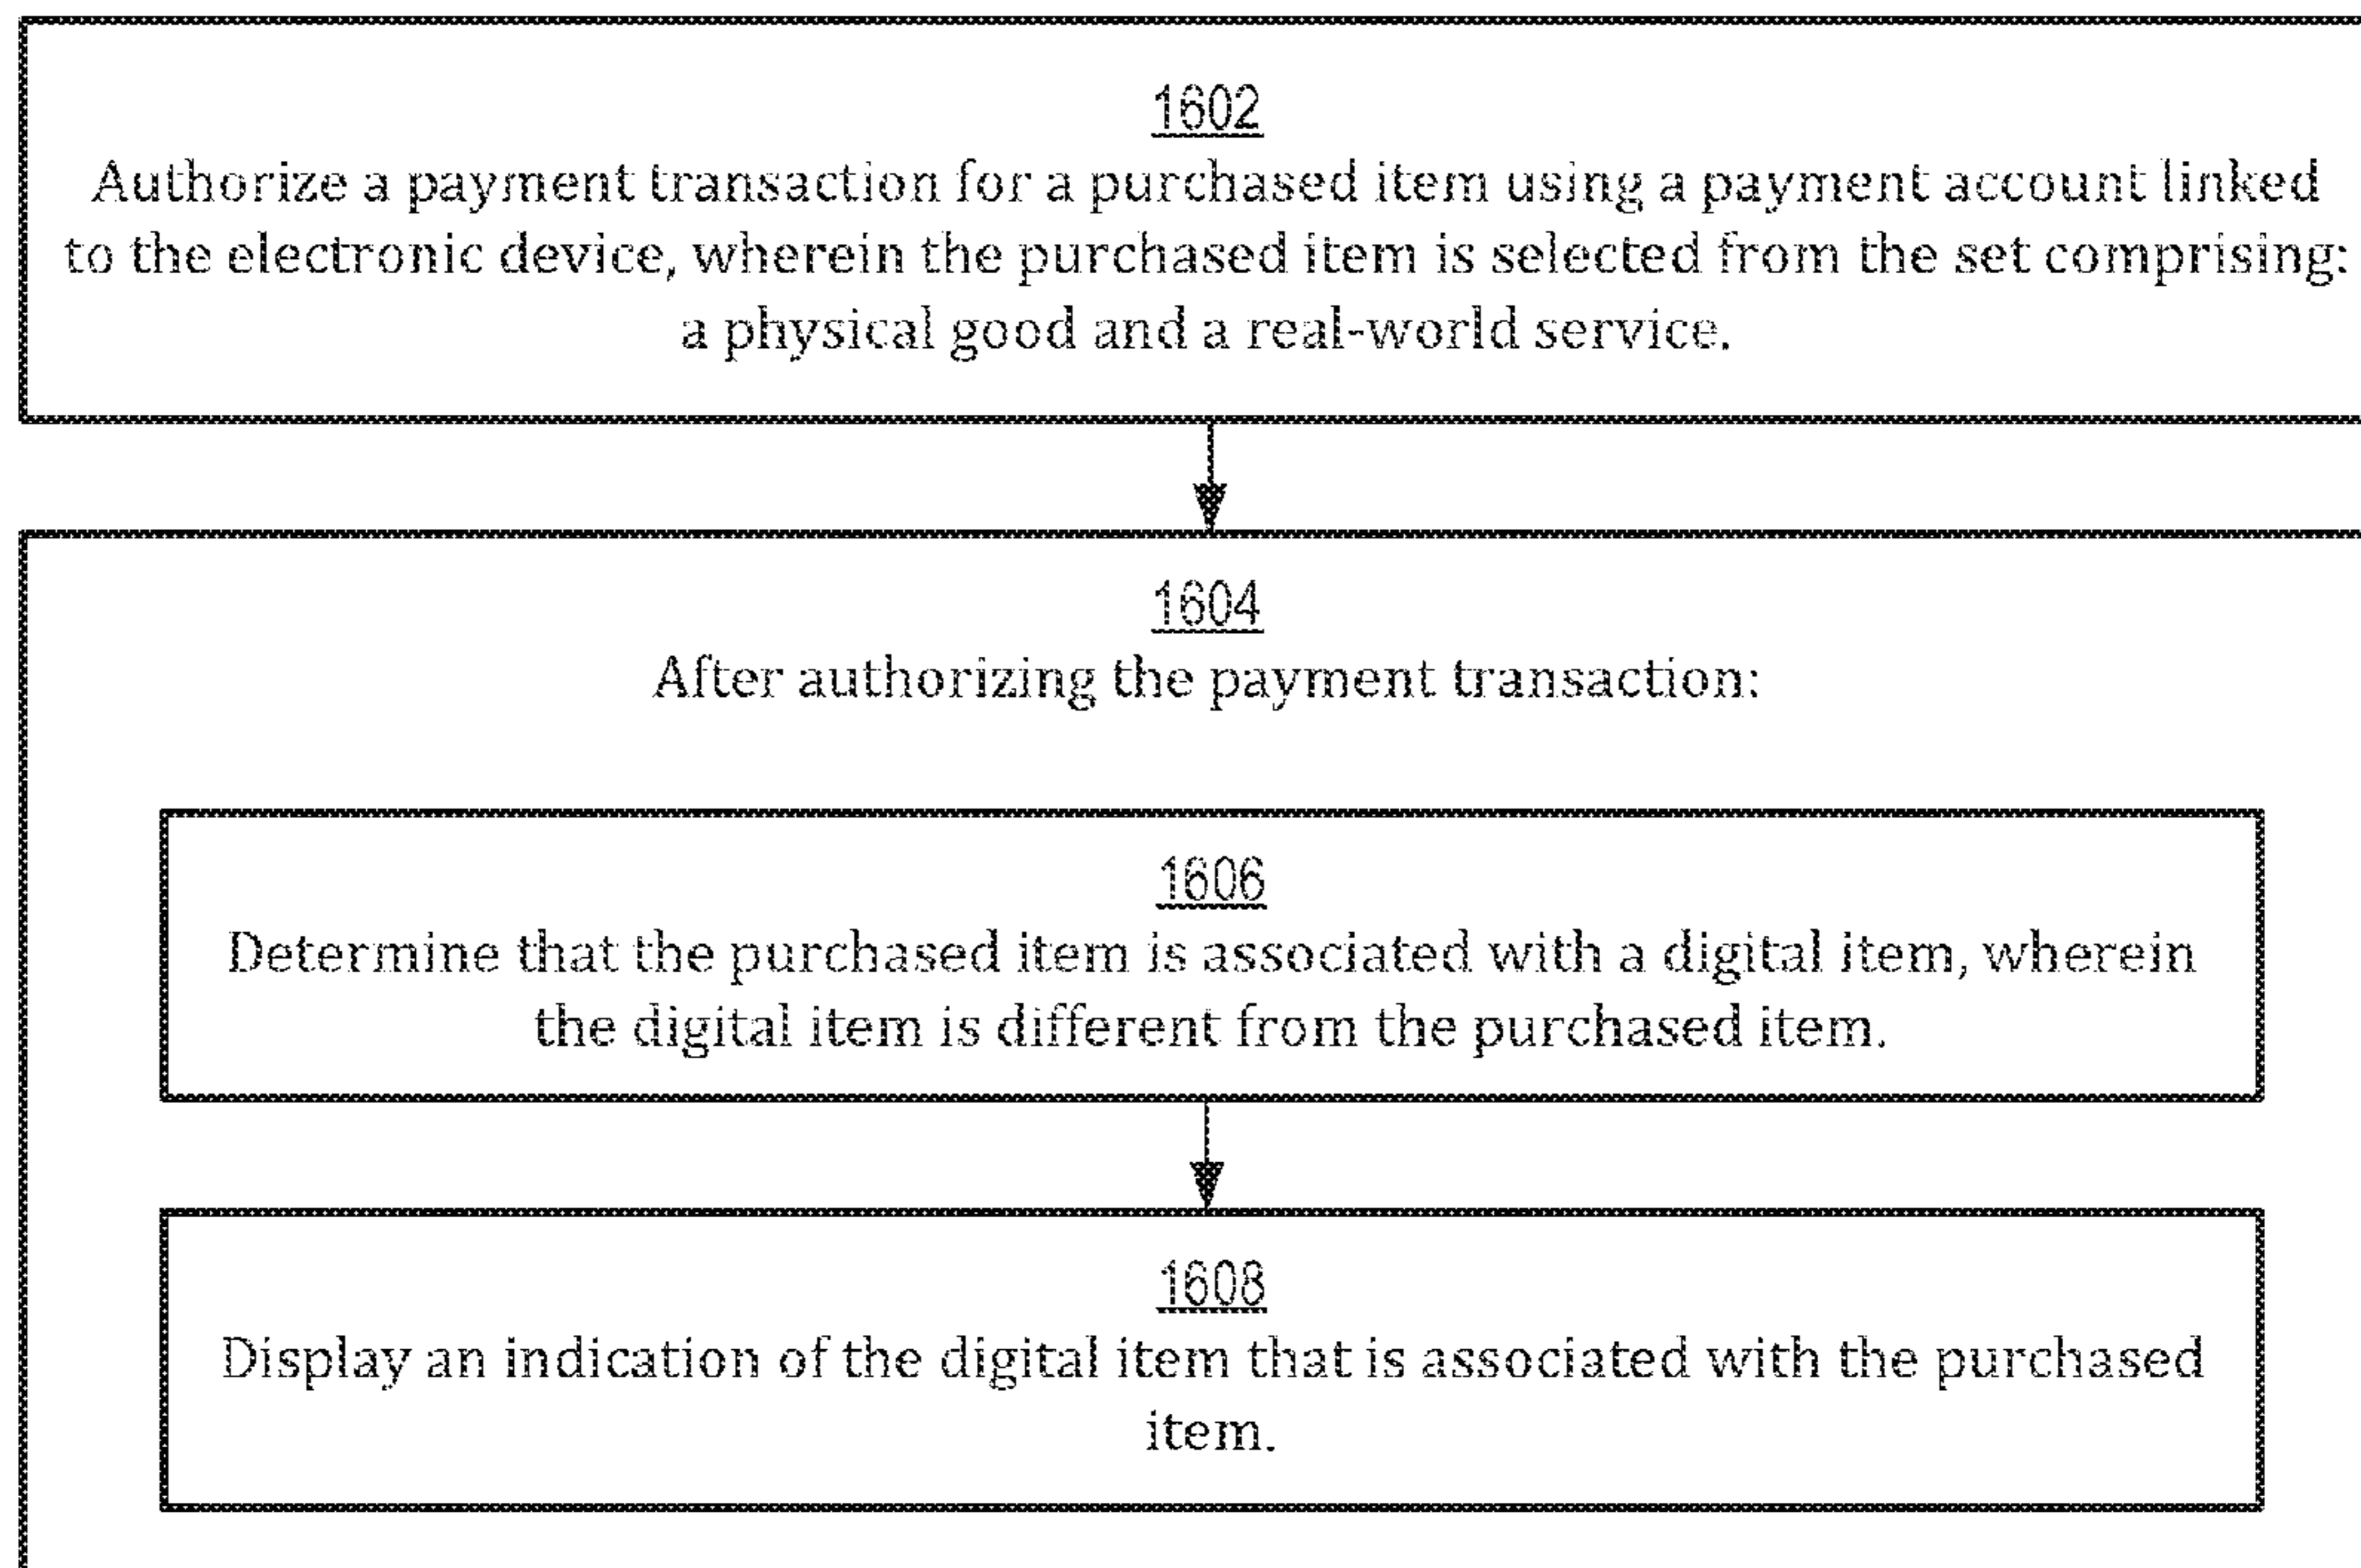 1602
Authorize a payment transaction for a purchased item using a payment account linked
to the electronic device, wherein the purchased item is selected from the set comprising:
a physical good and a real-world service.
1604
After authorizing the payment transaction:
1606
Determine that the purchased item is associated with a digital item, wherein
the digital item is different from the purchased item.
1608
Display an indication of the digital item that is associated with the purchased
item.